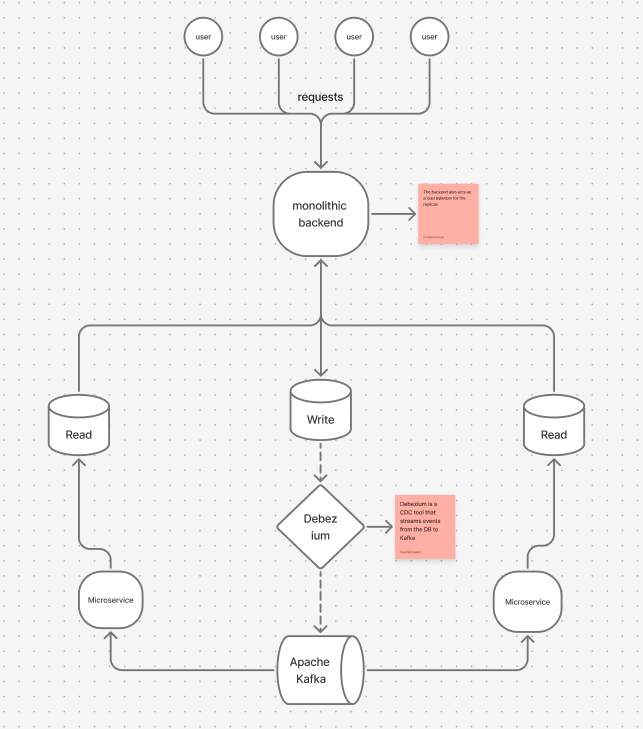 user
user
user
user
requests
monolithic
backend
The backend also acts as
a load balancer for the
replicas
Read
Write
Read
Debez
ium
Debezium is a
CDC tool that
streams events
from the DB to
Kafka
Microservice
Microservice
Apache
Kafka